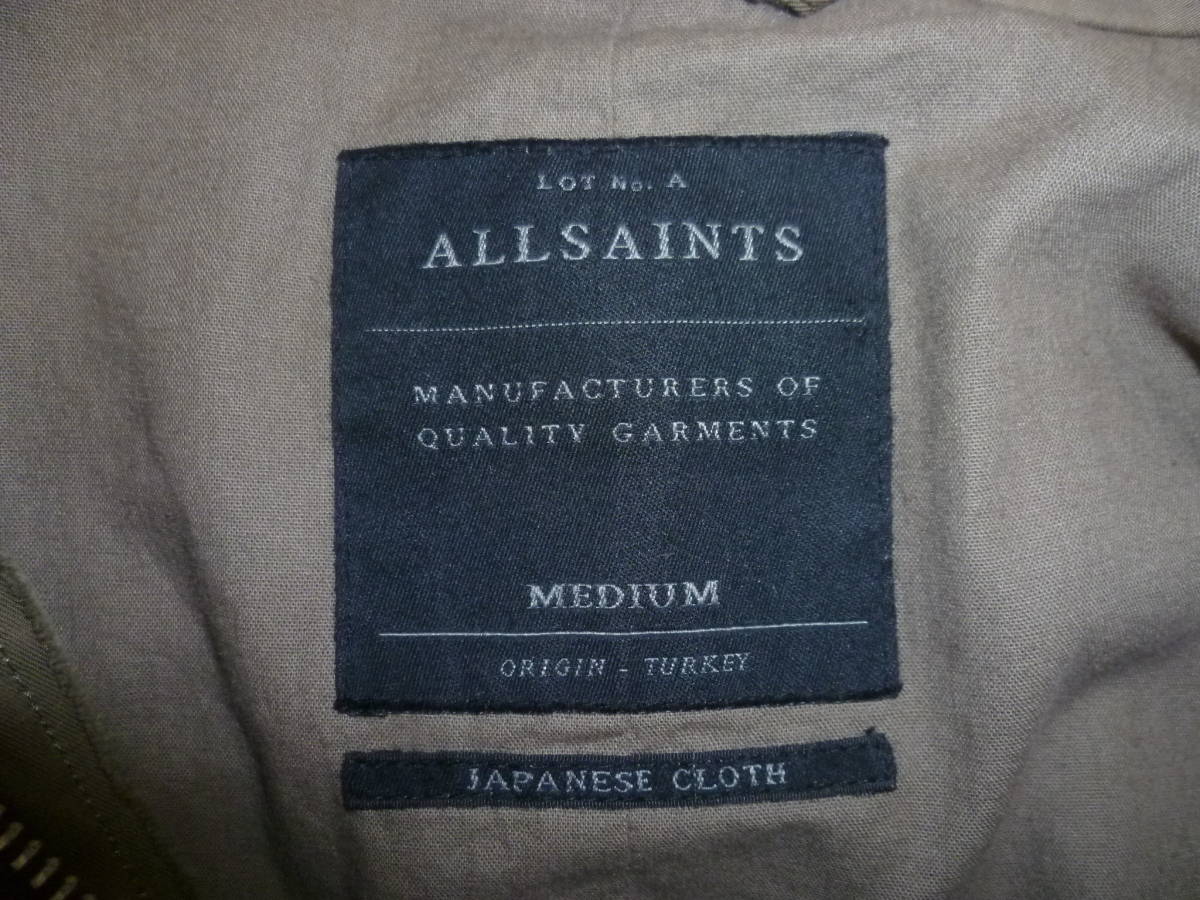 LOT No. A
ALLSAINTS
MANUFACTURERS OF
QUALITY GARMENTS
MEDIUM
ORIGIN - TURKEY
JAPANESE CLOTH